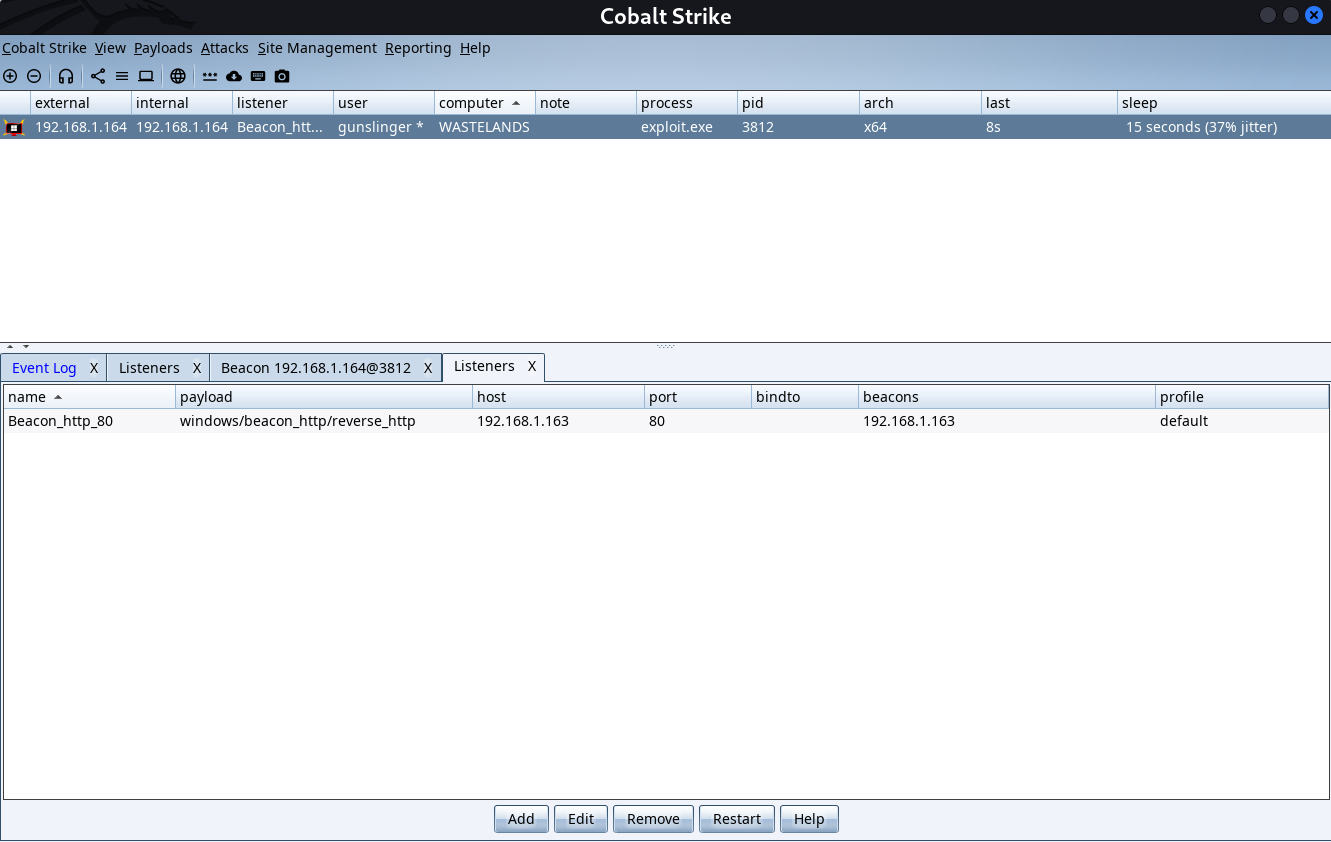 Cobalt Strike
Cobalt Strike View Payloads Attacks Site Management Reporting Help
external internal listener user computer note process pid arch last sleep
192.168.1.164 192.168.1.164 Beacon_htt... gunslinger * WASTELANDS exploit.exe 3812 x64 8s 15 seconds (37% jitter)
Event Log X Listeners X Beacon 192.168.1.164@3812 X Listeners X
name payload host port bindto beacons profile
Beacon_http_80 windows/beacon_http/reverse_http 192.168.1.163 80 192.168.1.163 default
Add Edit Remove Restart Help